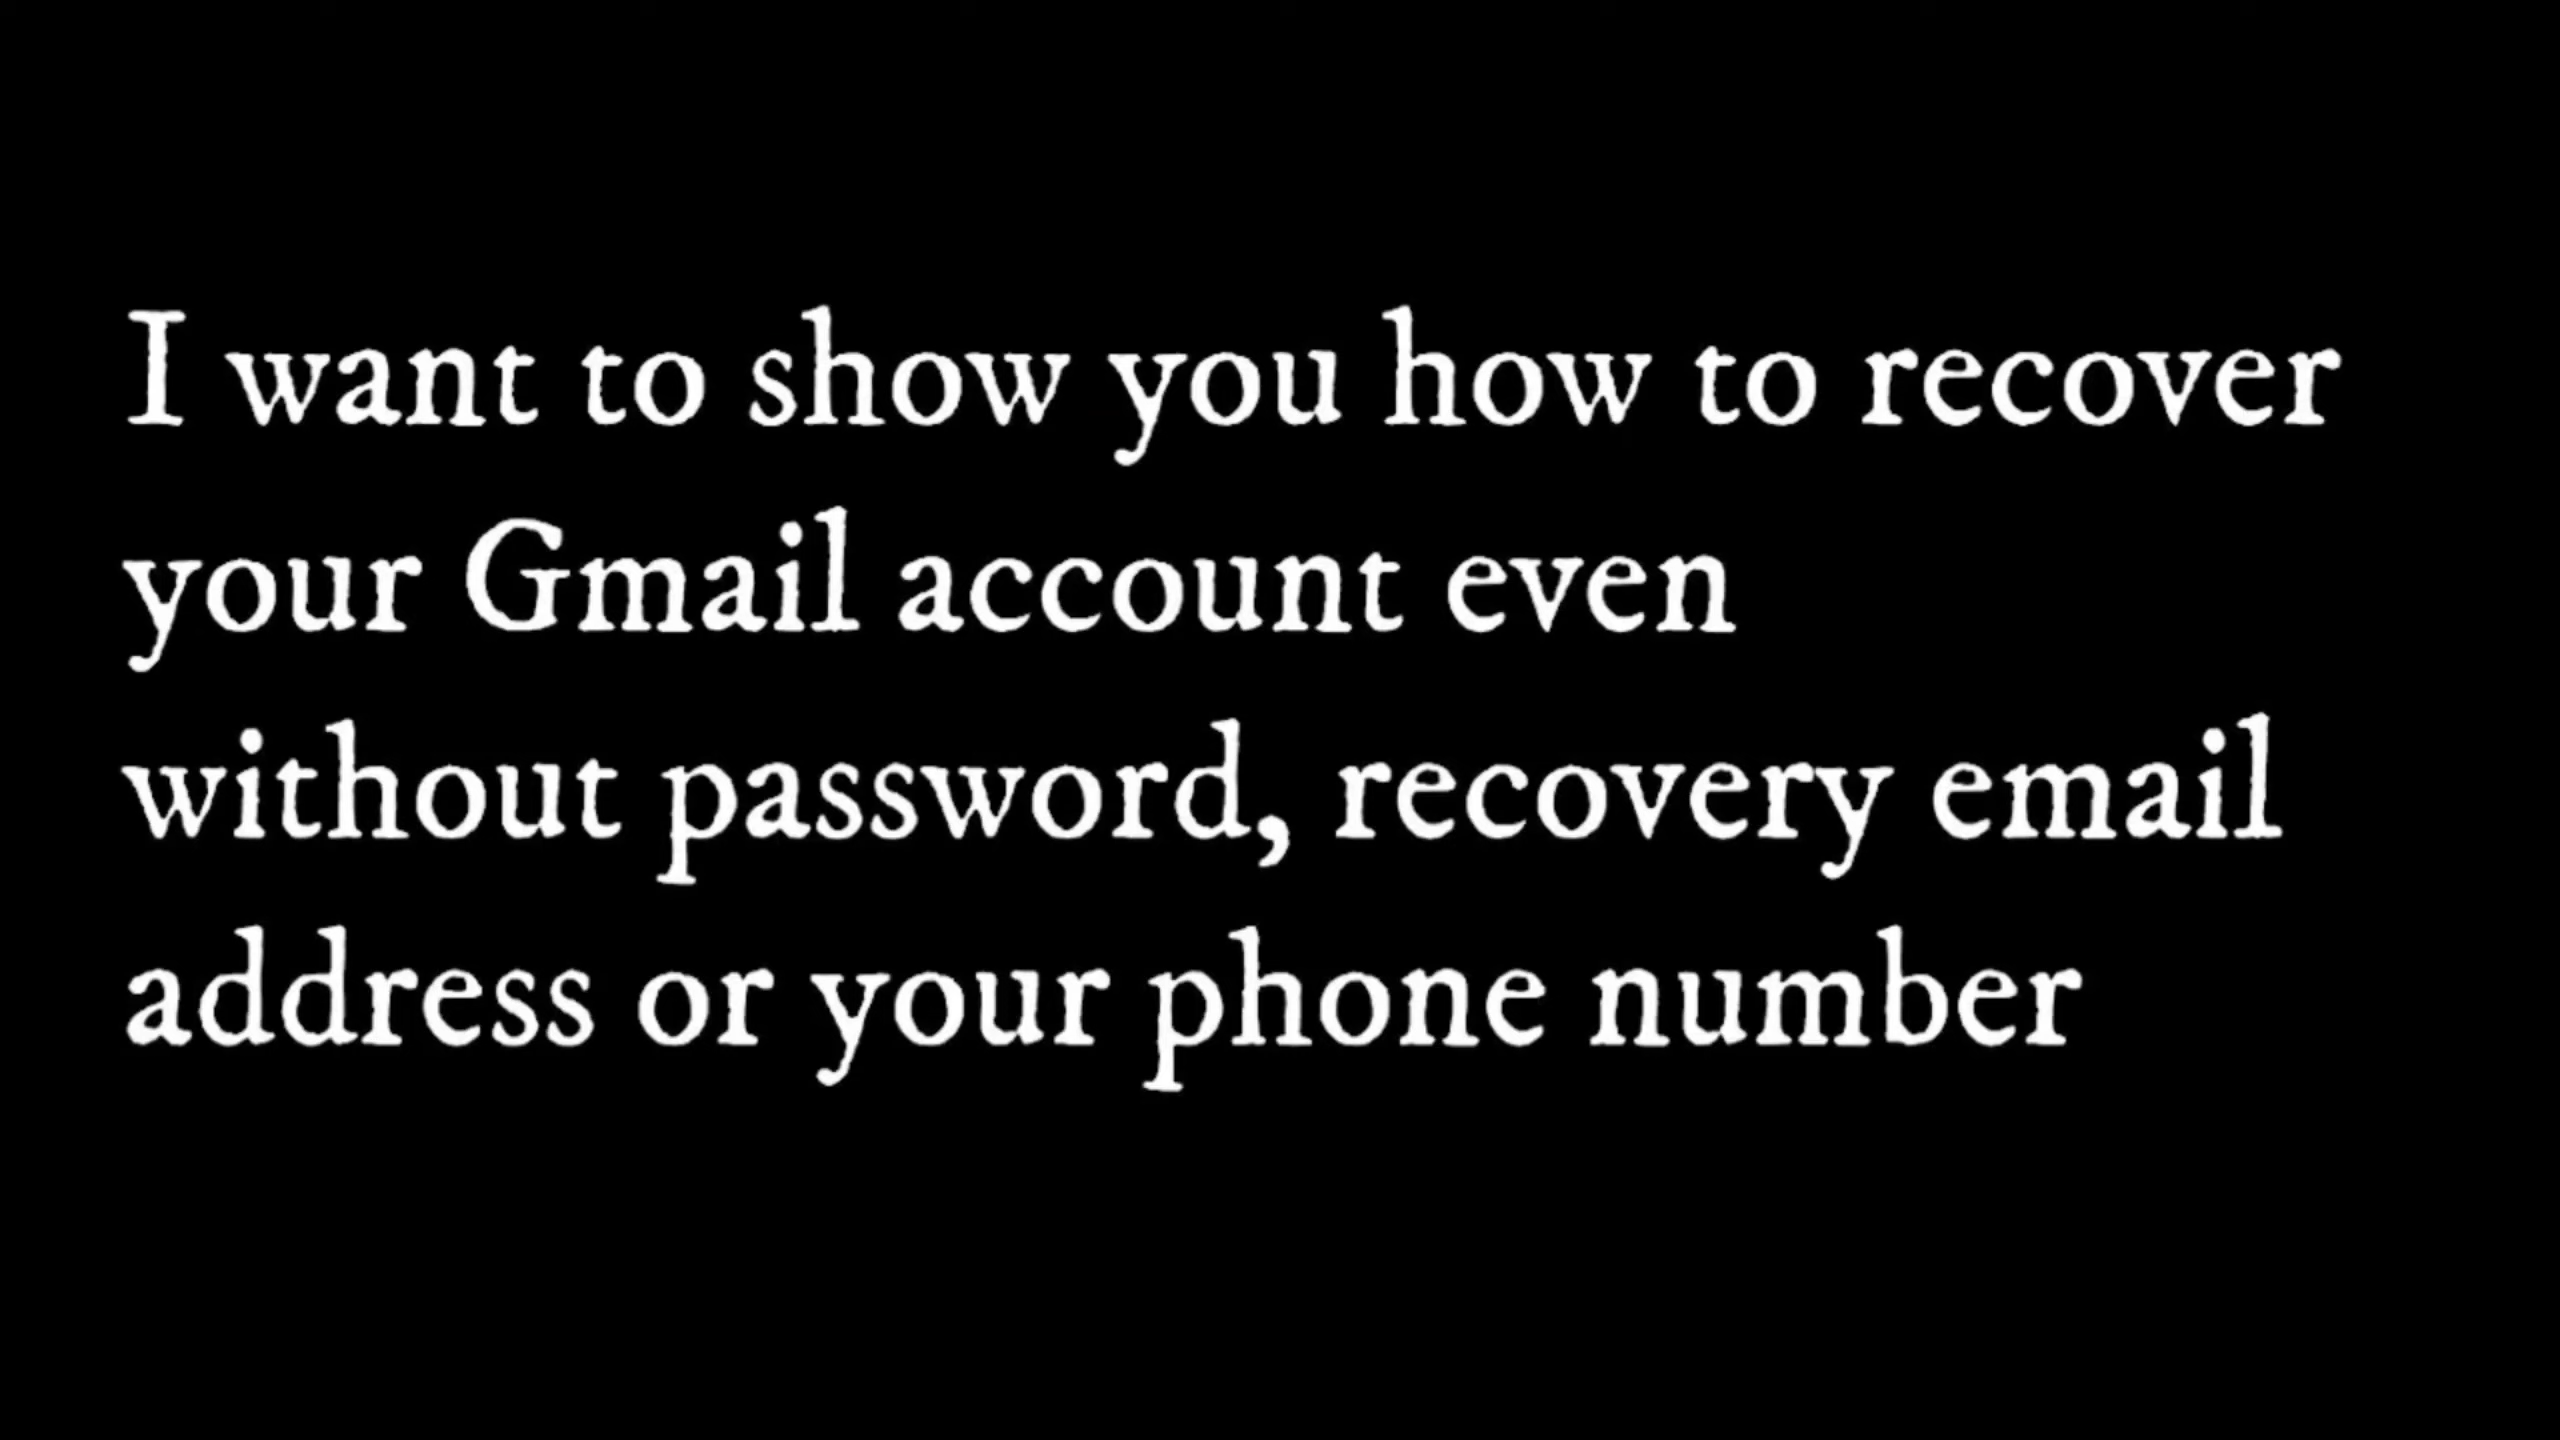 I want to show you how to recover
your Gmail account even
without password, recovery email
address or your phone number